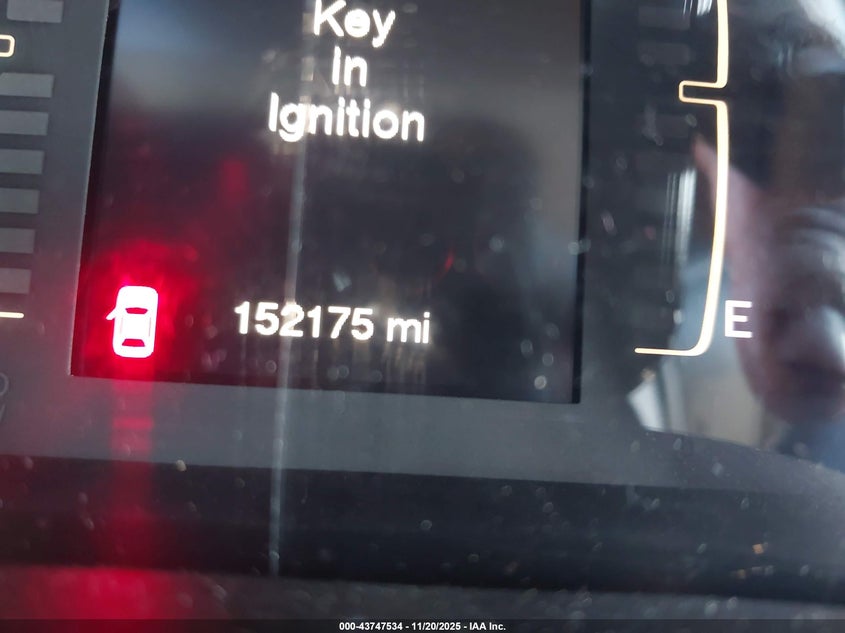 Key
In
Ignition
152175 mi
E
000-43747534 - 11/20/2025 - IAA Inc.